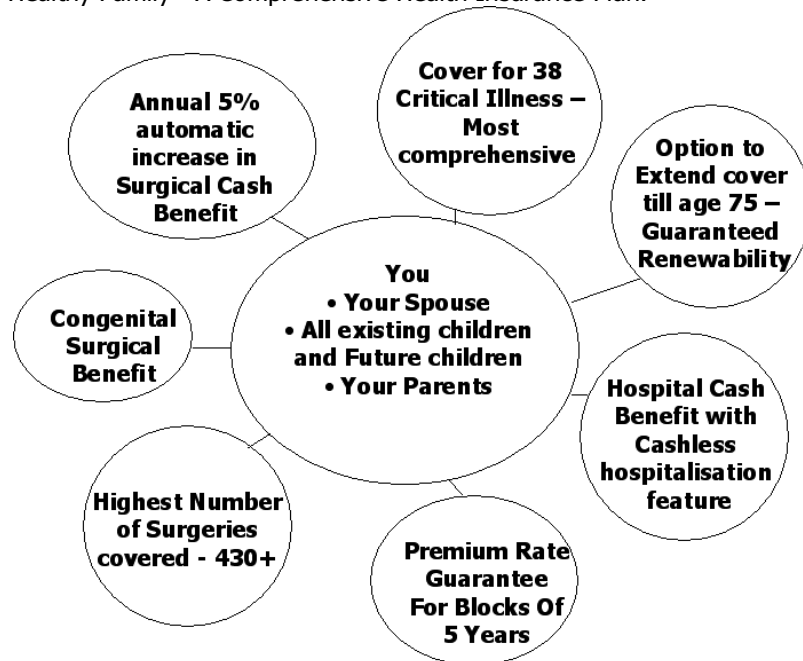 Healthy Family - A Comprehensive Health Insurance Plan.
Cover for 38
Critical Illness –
Most
comprehensive
Annual 5%
automatic
increase in
Surgical Cash
Benefit
Option to
Extend cover
till age 75 –
Guaranteed
Renewability
You
• Your Spouse
• All existing children
and Future children
• Your Parents
Congenital
Surgical
Benefit
Hospital Cash
Benefit with
Cashless
hospitalisation
feature
Highest Number
of Surgeries
covered - 430+
Premium Rate
Guarantee
For Blocks Of
5 Years